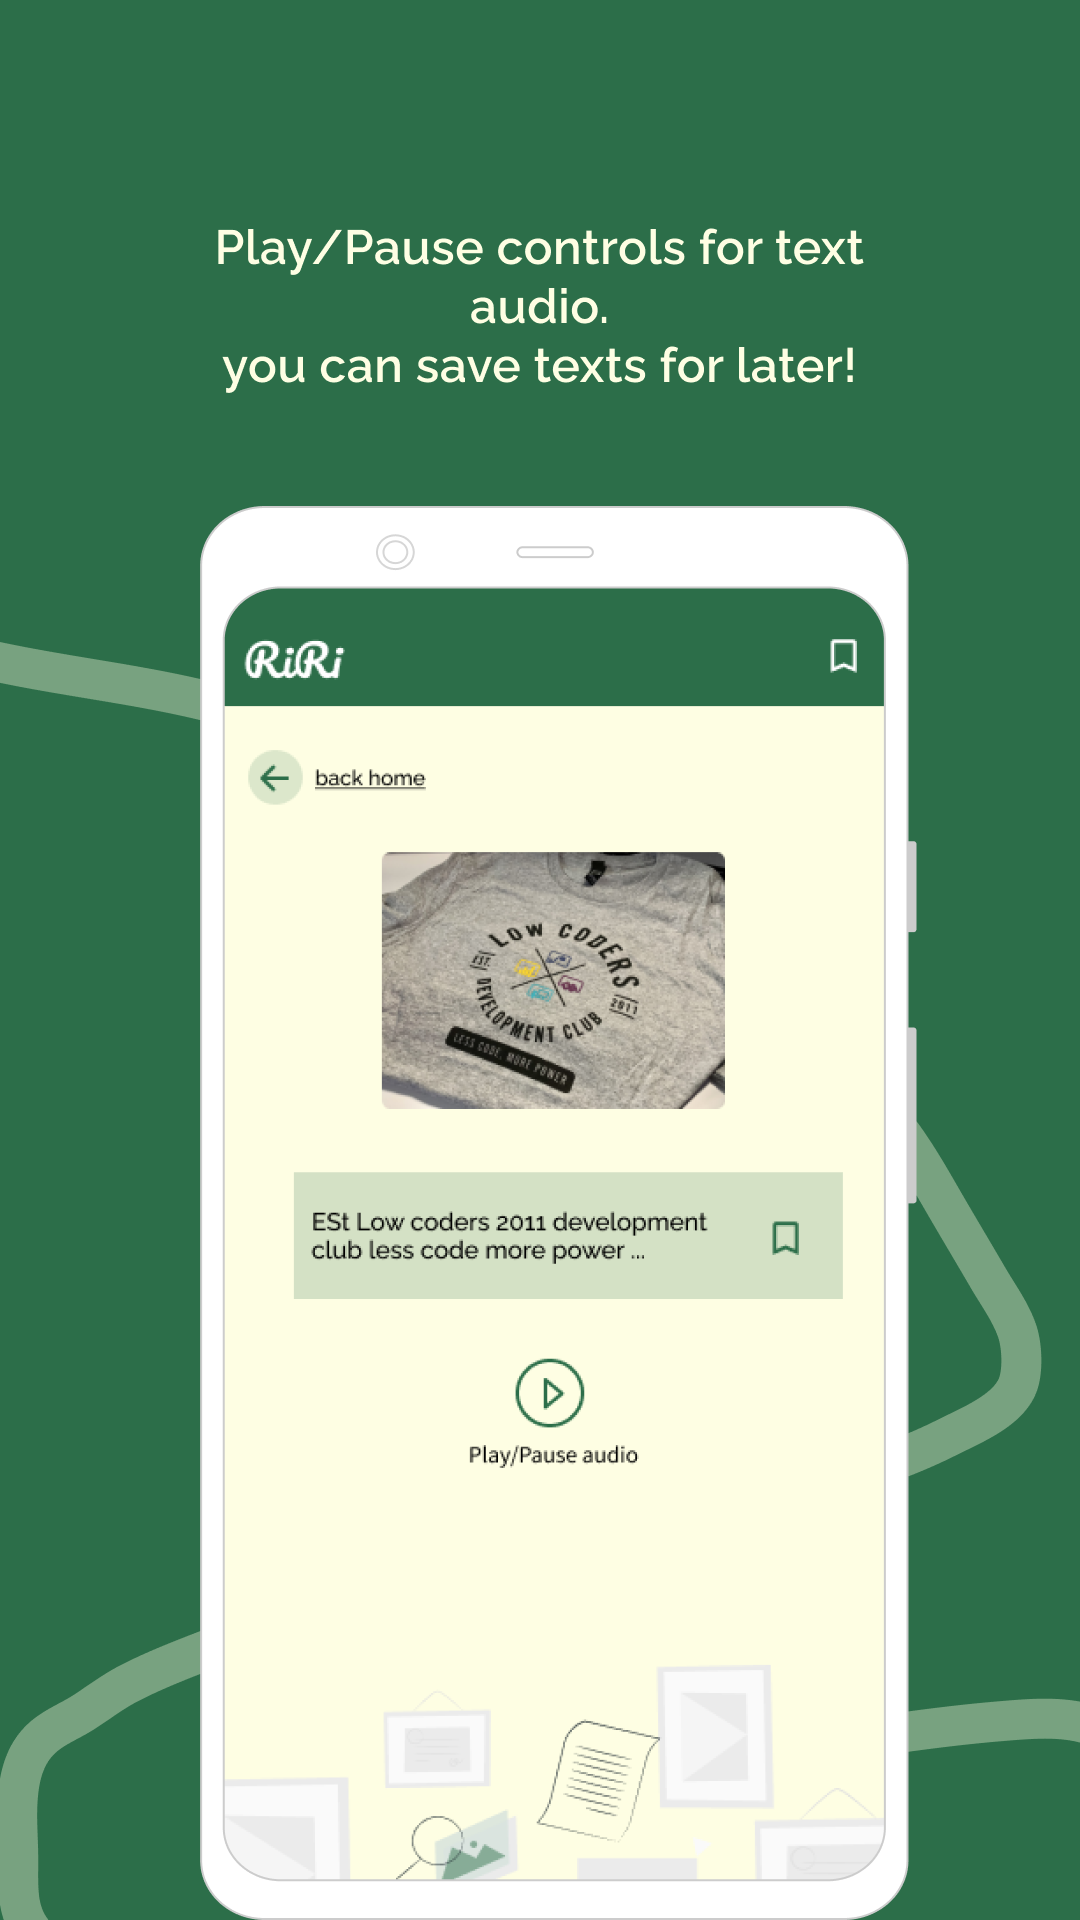 Play/Pause controls for text
audio.
you can save texts for later!
RiRi
back home
LOW CODERS
EST.
2011
DEVELOPMENT CLUB
LESS CODE, MORE POWER
ESt Low coders 2011 development
club less code more power ...
Play/Pause audio